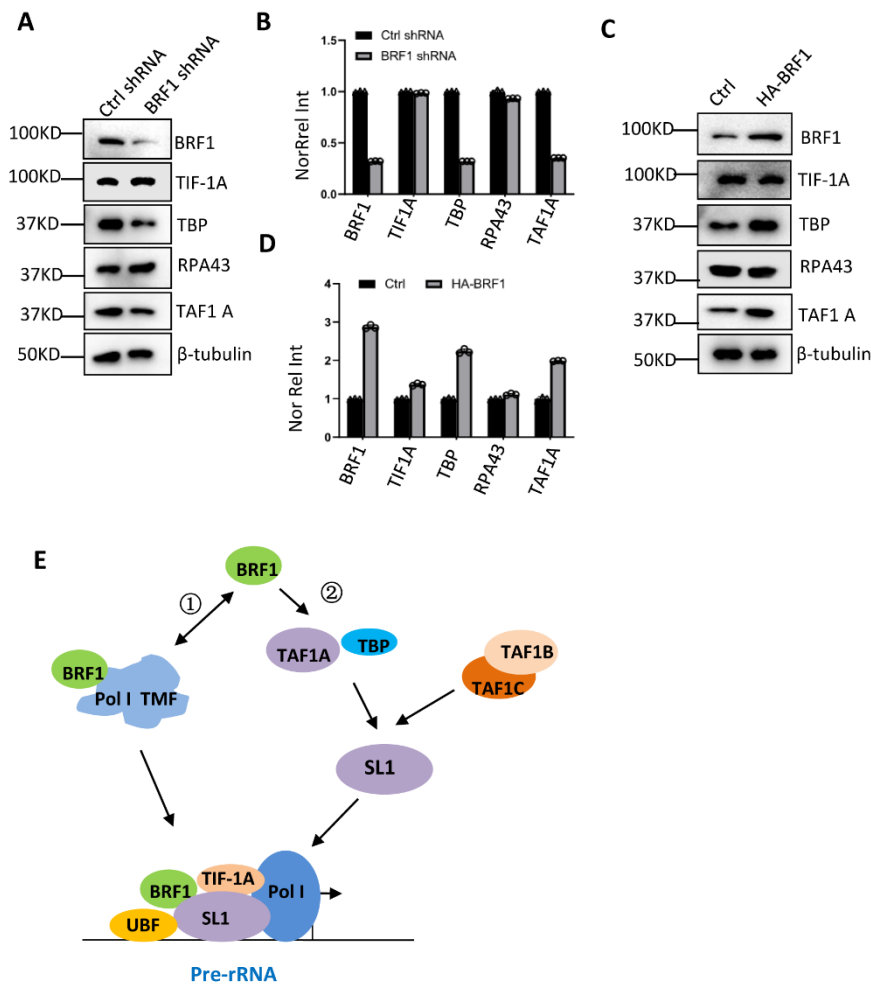 A
Ctrl shRNA
BRF1 shRNA
100KD
BRF1
100KD
TIF-1A
37KD
TBP
37KD
RPA43
37KD
TAF1 A
50KD
β-tubulin
B
Ctrl shRNA
BRF1 shRNA
NorRrel Int
1.5
1.0
0.5
0.0
BRF1
TIF1A
TBP
RPA43
TAF1A
C
Ctrl
HA-BRF1
100KD
BRF1
100KD
TIF-1A
37KD
TBP
37KD
RPA43
37KD
TAF1 A
50KD
β-tubulin
D
Ctrl
HA-BRF1
Nor Rel Int
4
3
2
1
0
BRF1
TIF1A
TBP
RPA43
TAF1A
E
BRF1
①
②
BRF1
Pol I TMF
TAF1A
TBP
TAF1B
TAF1C
SL1
BRF1
TIF-1A
Pol I
UBF
SL1
Pre-rRNA